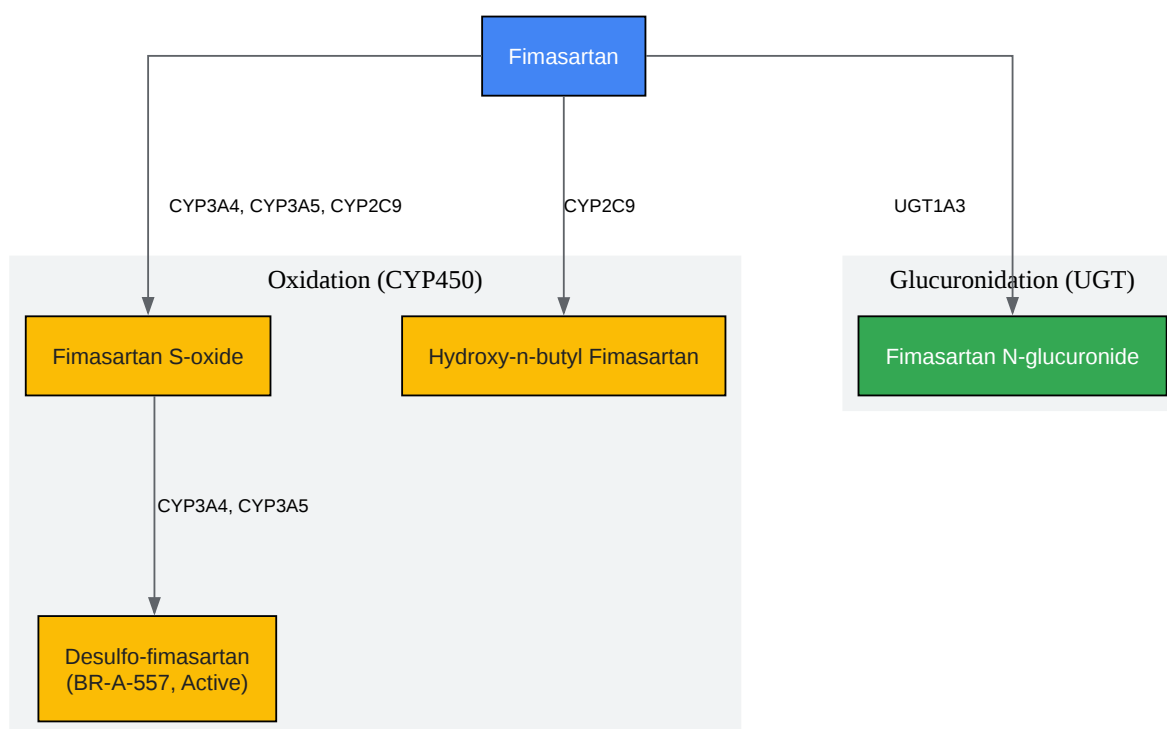 Fimasartan
CYP3A4, CYP3A5, CYP2C9
CYP2C9
UGT1A3
Oxidation (CYP450)
Glucuronidation (UGT)
Fimasartan S-oxide
Hydroxy-n-butyl Fimasartan
Fimasartan N-glucuronide
CYP3A4, CYP3A5
Desulfo-fimasartan
(BR-A-557, Active)